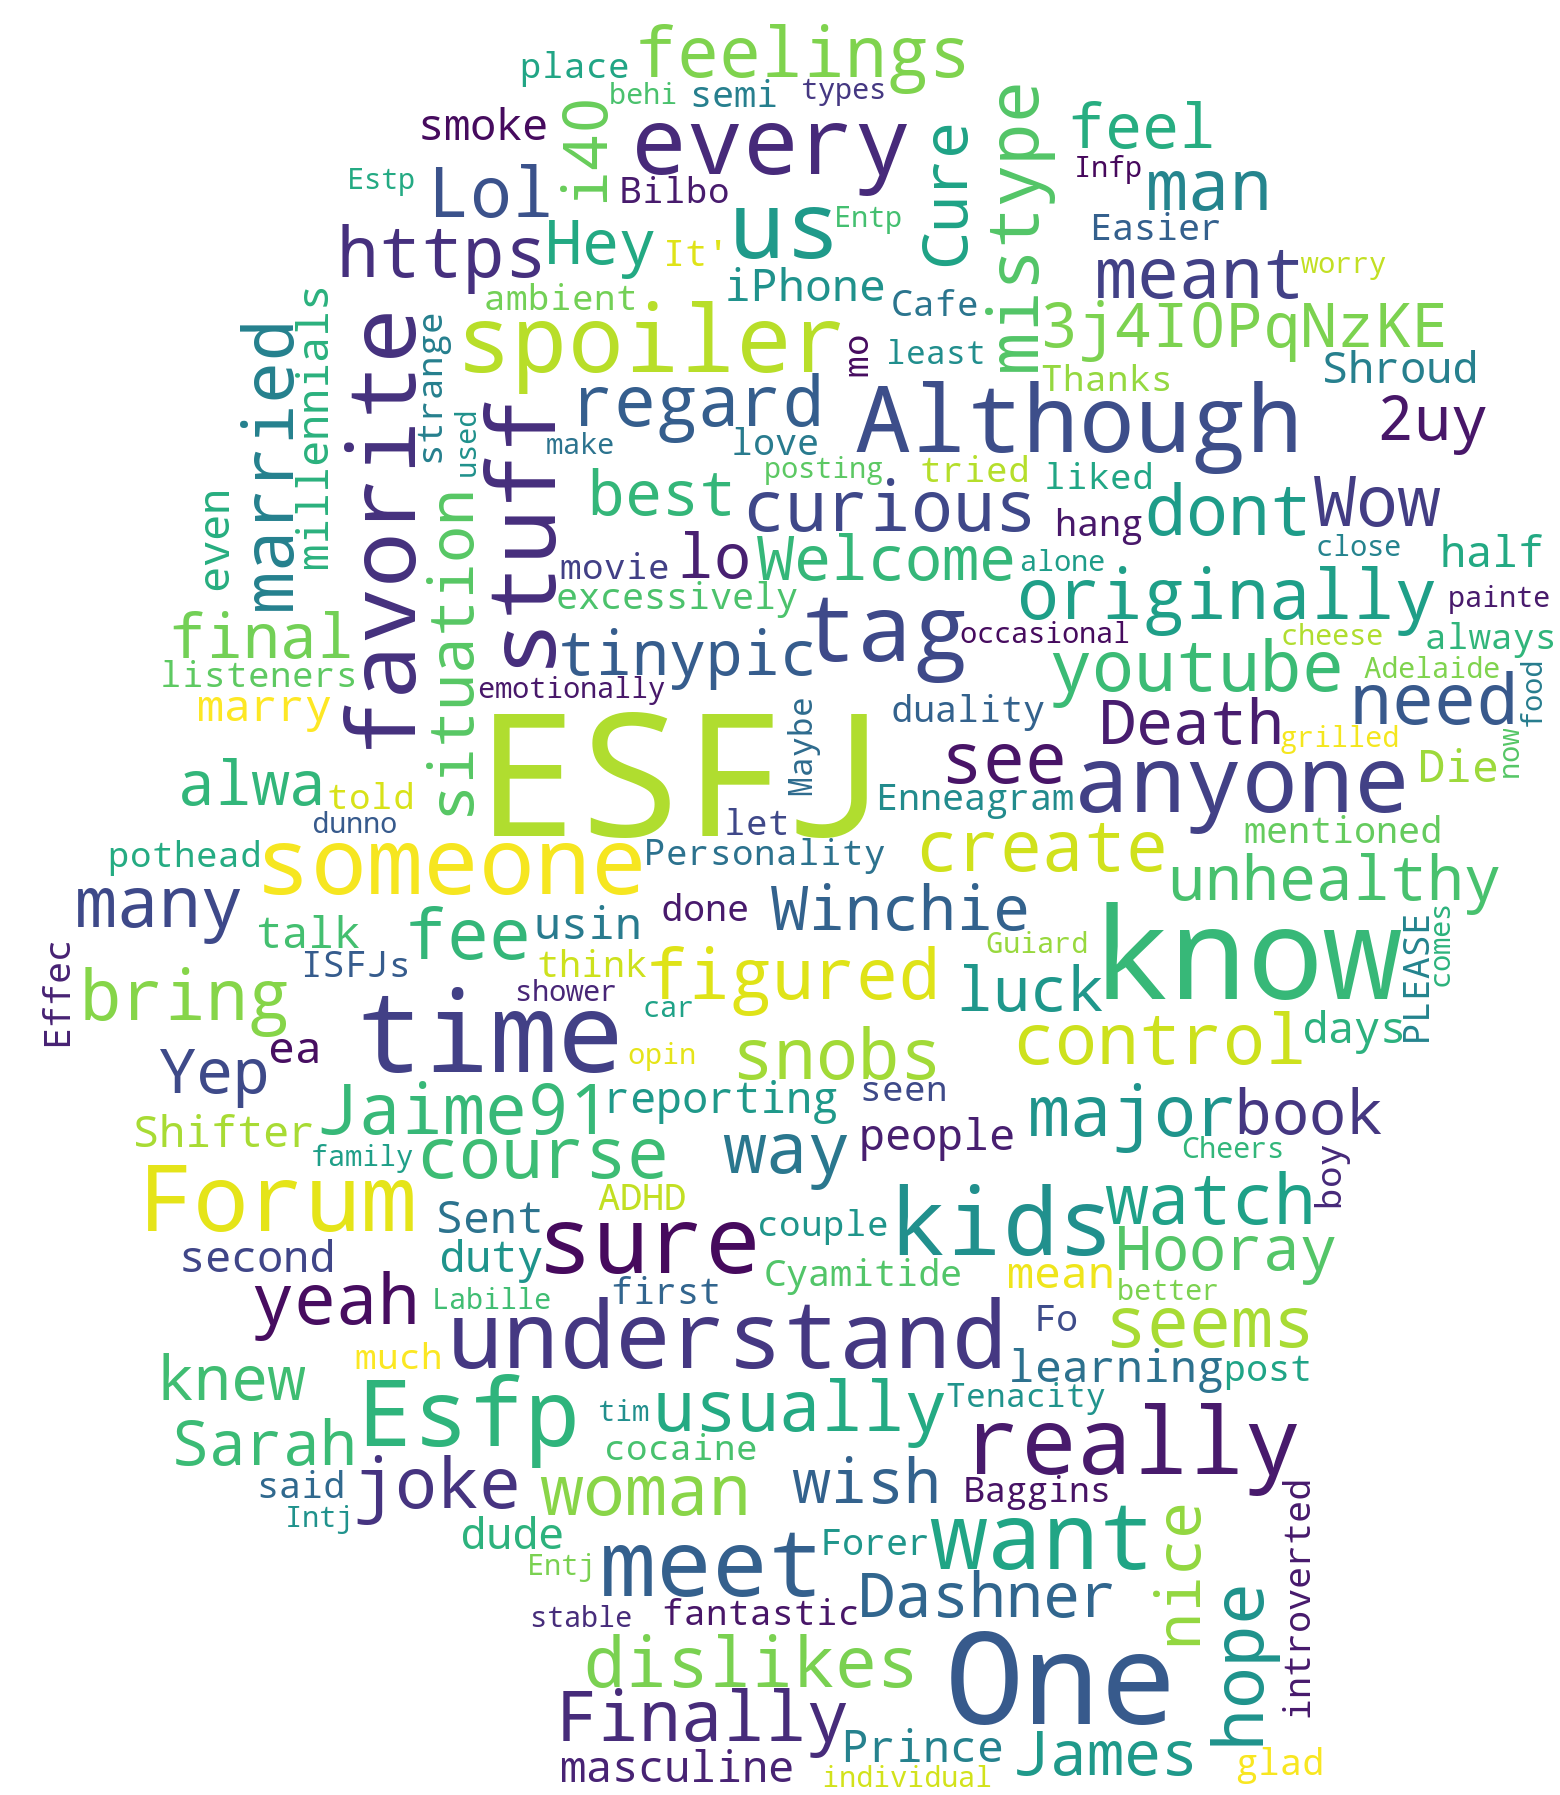 feelings
place
behi
semi
types
smoke
i40
every
Cure
mistype
feel
Infp
Estp
Lol
Bilbo
man
us
Entp
Easier
https
Hey
It'
meant
worry
iPhone
Cafe
ambient
3j4I0PqNzKE
millennials
married
favorite
strange
spoiler
mo
least
Thanks
Shroud
regard
Although
2uy
used
stuff
make
love
posting
tried
liked
best
curious
hang
dont
Wow
even
situation
movie
lo
Welcome
alone
close
half
excessively
originally
painte
final
tinypic
tag
occasional
cheese
always
listeners
emotionally
youtube
Adelaide
food
marry
ESFJ
Maybe
duality
Death
need
grilled
now
see
Die
alwa
told
Enneagram
anyone
dunno
let
mentioned
pothead
someone
Personality
create
unhealthy
many
fee
usin
done
Winchie
know
PLEASE
comes
talk
Guiard
Effec
ISFJs
think
figured
luck
bring
time
shower
car
control
days
Yep
ea
opin
snobs
Jaime91
reporting
seen
major
book
Shifter
family
course
way
people
Cheers
boy
Forum
ADHD
kids
watch
Sent
sure
couple
second
duty
Hooray
Cyamitide
mean
better
yeah
Labille
first
understand
Fo
seems
knew
much
learning
post
Esfp
tim
usually
Tenacity
Sarah
cocaine
really
said
joke
woman
wish
Baggins
introverted
Intj
dude
Forer
want
nice
Entj
meet
Dashner
stable
fantastic
hope
dislikes
One
Finally
Prince
James
glad
masculine
individual